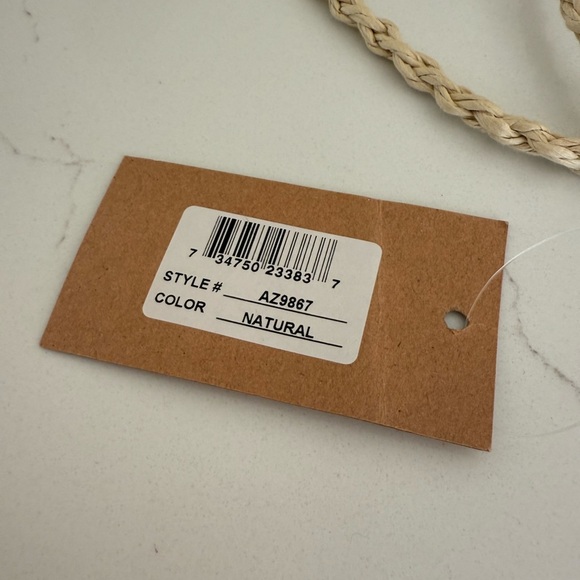 7 34750 23383 7
STYLE # AZ9867
COLOR NATURAL